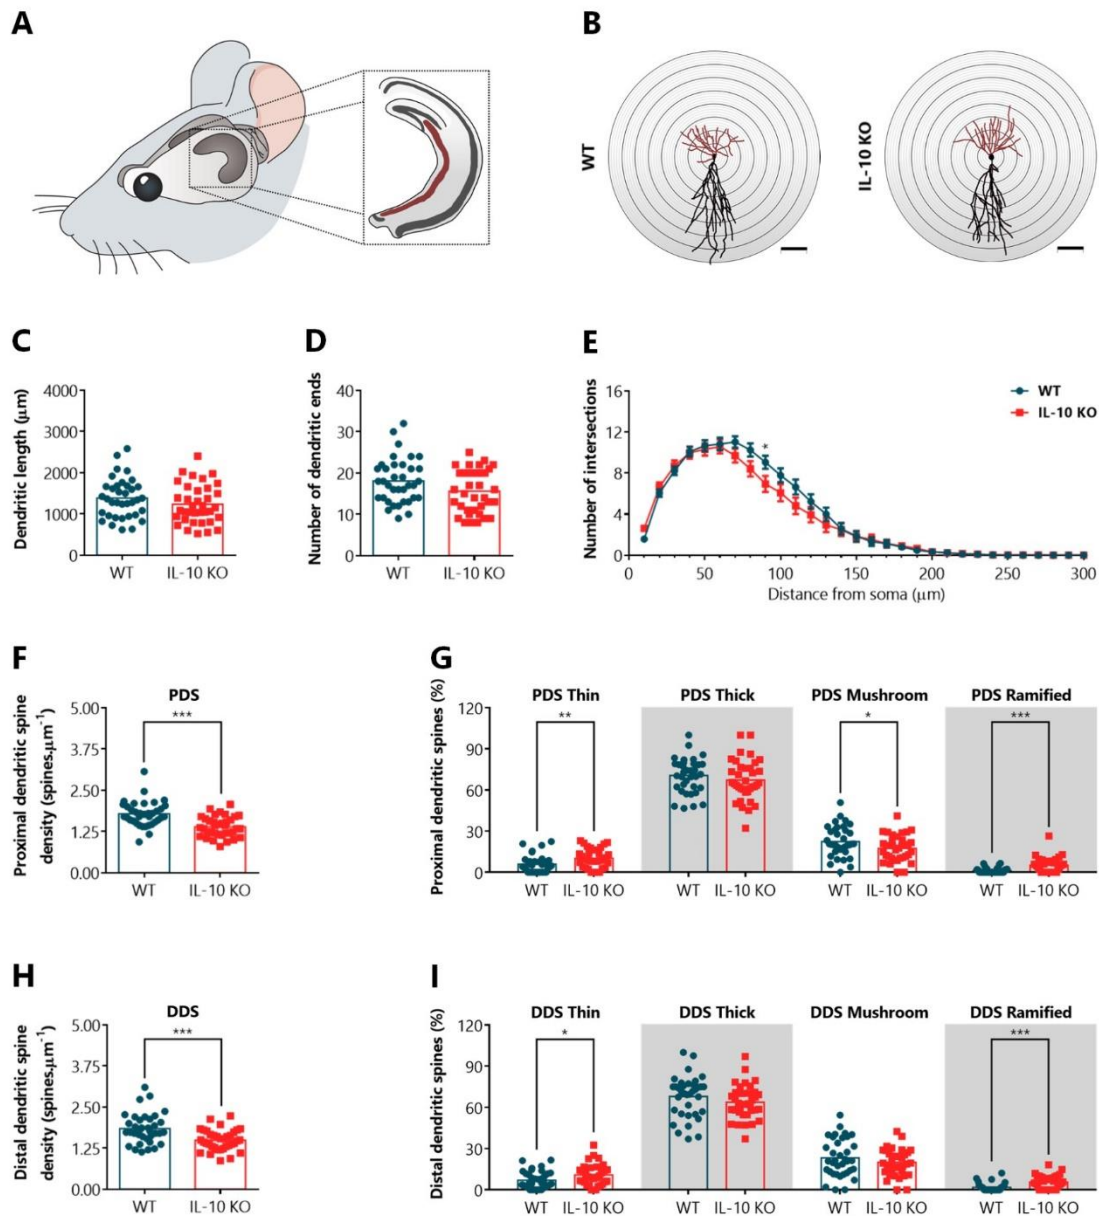 A
B
WT
IL-10 KO
C
Dendritic length (μm)
4000
3000
2000
1000
0
WT
IL-10 KO
D
Number of dendritic ends
40
30
20
10
0
WT
IL-10 KO
E
Number of intersections
16
12
8
4
0
*
WT
IL-10 KO
0
50
100
150
200
250
300
Distance from soma (μm)
F
Proximal dendritic spine
density (spines.μm⁻¹)
PDS
***
5.00
3.75
2.50
1.25
0.00
WT
IL-10 KO
G
Proximal dendritic spines (%)
120
90
60
30
0
PDS Thin
**
WT
IL-10 KO
PDS Thick
WT
IL-10 KO
PDS Mushroom
*
WT
IL-10 KO
PDS Ramified
***
WT
IL-10 KO
H
Distal dendritic spine
density (spines.μm⁻¹)
DDS
***
5.00
3.75
2.50
1.25
0.00
WT
IL-10 KO
I
Distal dendritic spines (%)
120
90
60
30
0
DDS Thin
*
WT
IL-10 KO
DDS Thick
WT
IL-10 KO
DDS Mushroom
WT
IL-10 KO
DDS Ramified
***
WT
IL-10 KO